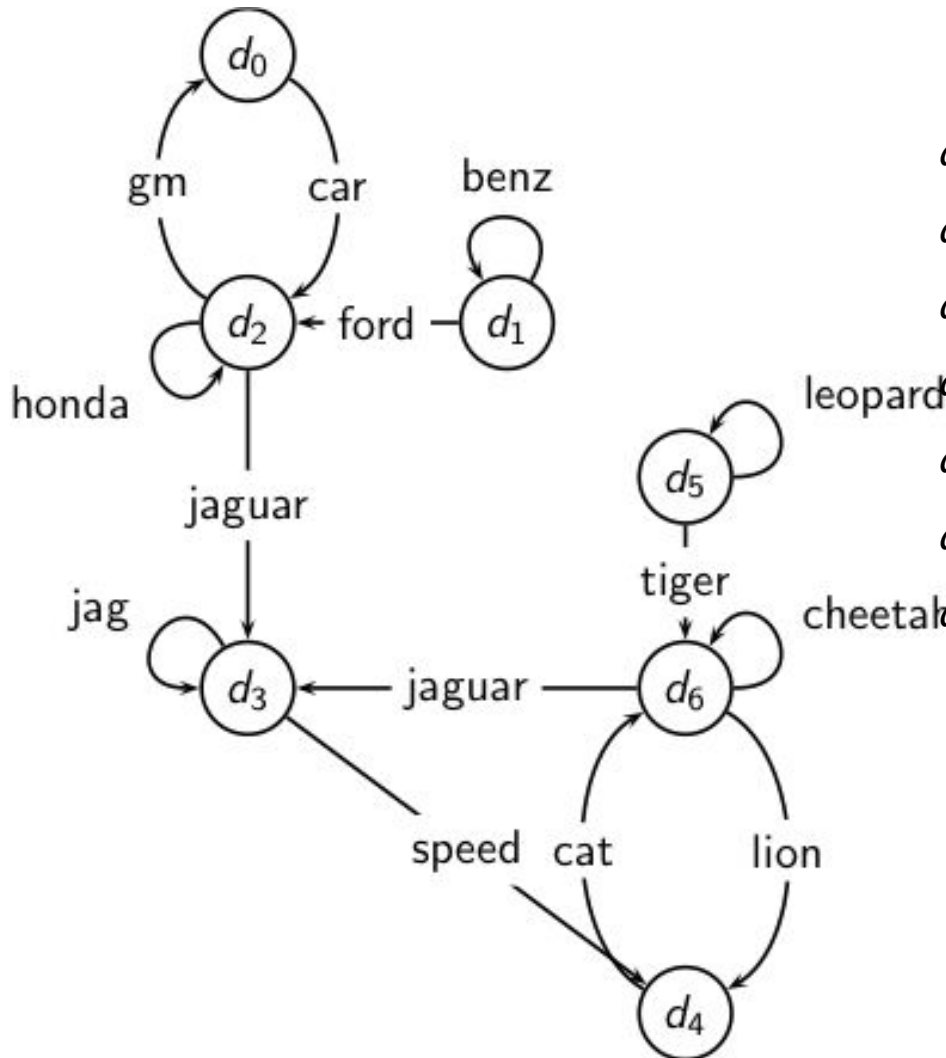 d₀
gm
car
benz
d₂
ford
d₁
honda
leopard
d₅
jaguar
tiger
jag
cheetah
d₃
jaguar
d₆
speed
cat
lion
d₄